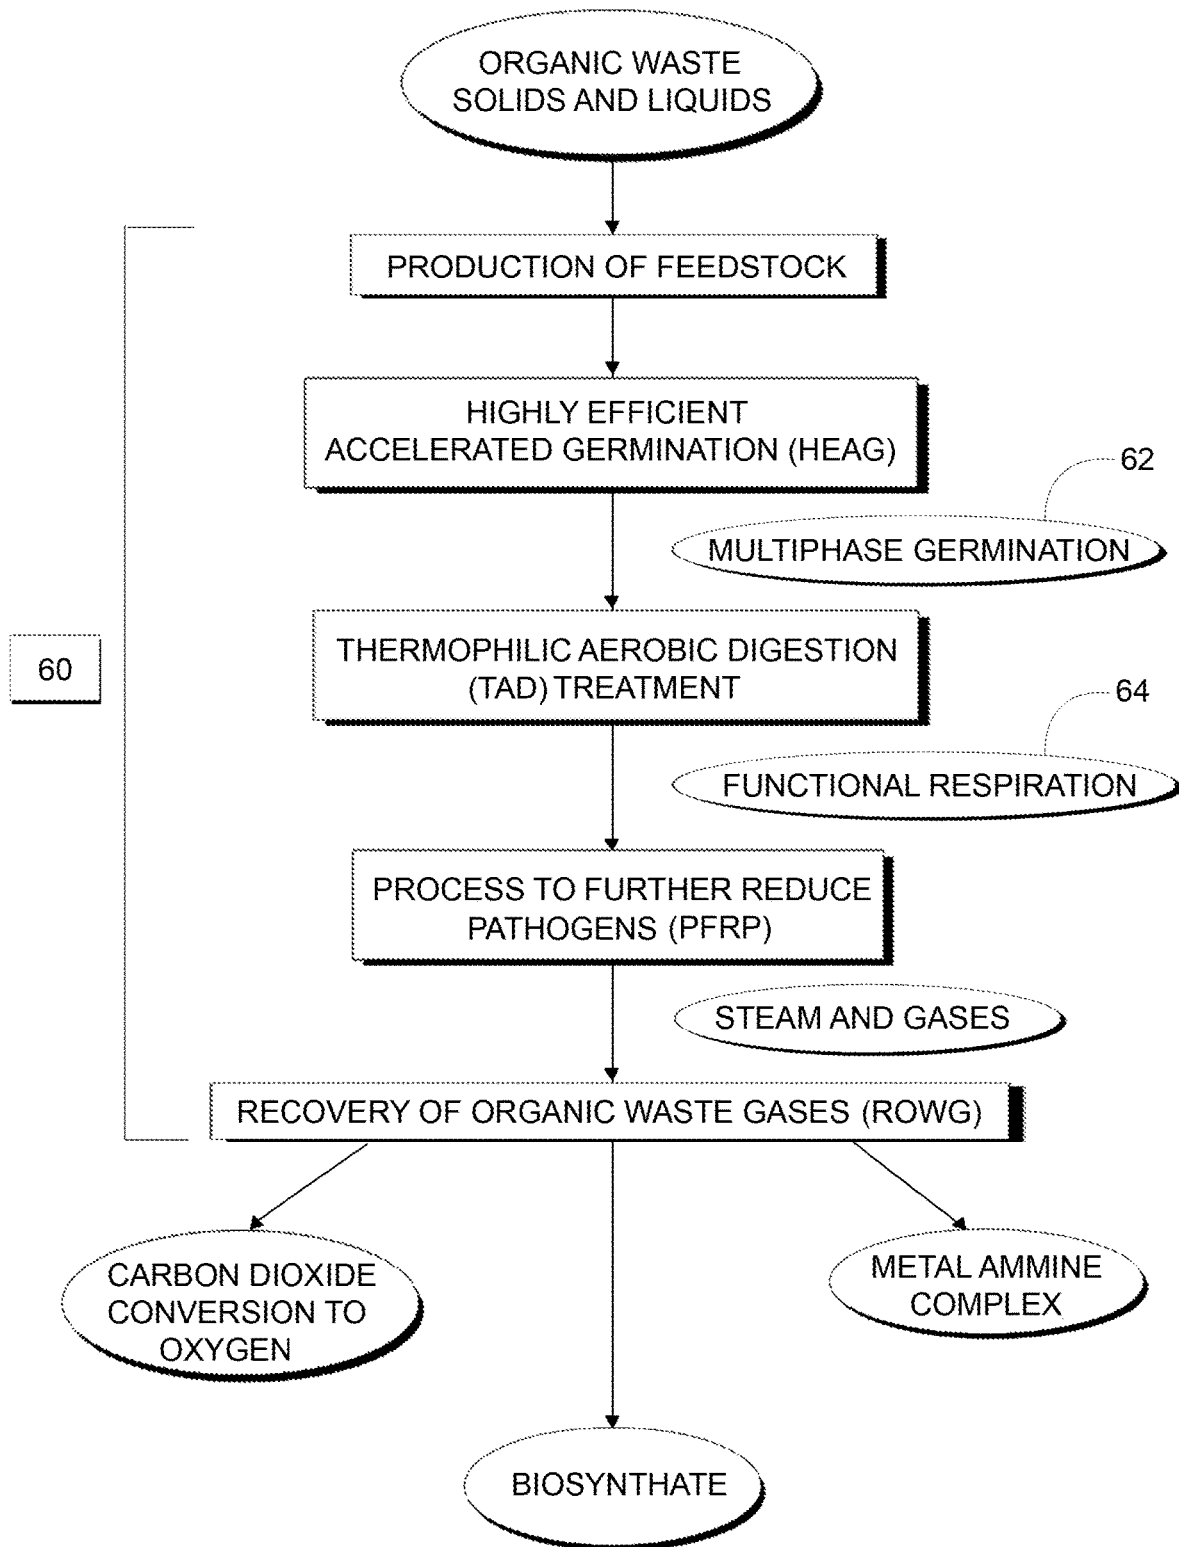 ORGANIC WASTE
SOLIDS AND LIQUIDS
PRODUCTION OF FEEDSTOCK
HIGHLY EFFICIENT
ACCELERATED GERMINATION (HEAG)
62
MULTIPHASE GERMINATION
THERMOPHILIC AEROBIC DIGESTION
(TAD) TREATMENT
60
64
FUNCTIONAL RESPIRATION
PROCESS TO FURTHER REDUCE
PATHOGENS (PFRP)
STEAM AND GASES
RECOVERY OF ORGANIC WASTE GASES (ROWG)
CARBON DIOXIDE
CONVERSION TO
OXYGEN
METAL AMMINE
COMPLEX
BIOSYNTHATE